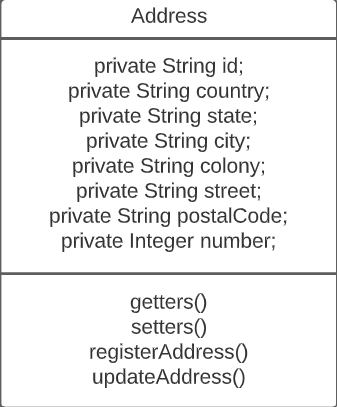 Address
private String id;
private String country;
private String state;
private String city;
private String colony;
private String street;
private String postalCode;
private Integer number;
getters()
setters()
registerAddress()
updateAddress()